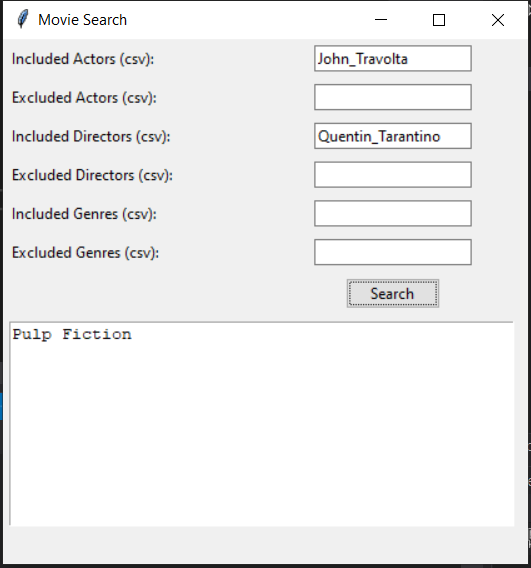 Movie Search
Included Actors (csv): John_Travolta
Excluded Actors (csv):
Included Directors (csv): Quentin_Tarantino
Excluded Directors (csv):
Included Genres (csv):
Excluded Genres (csv):
Search
Pulp Fiction